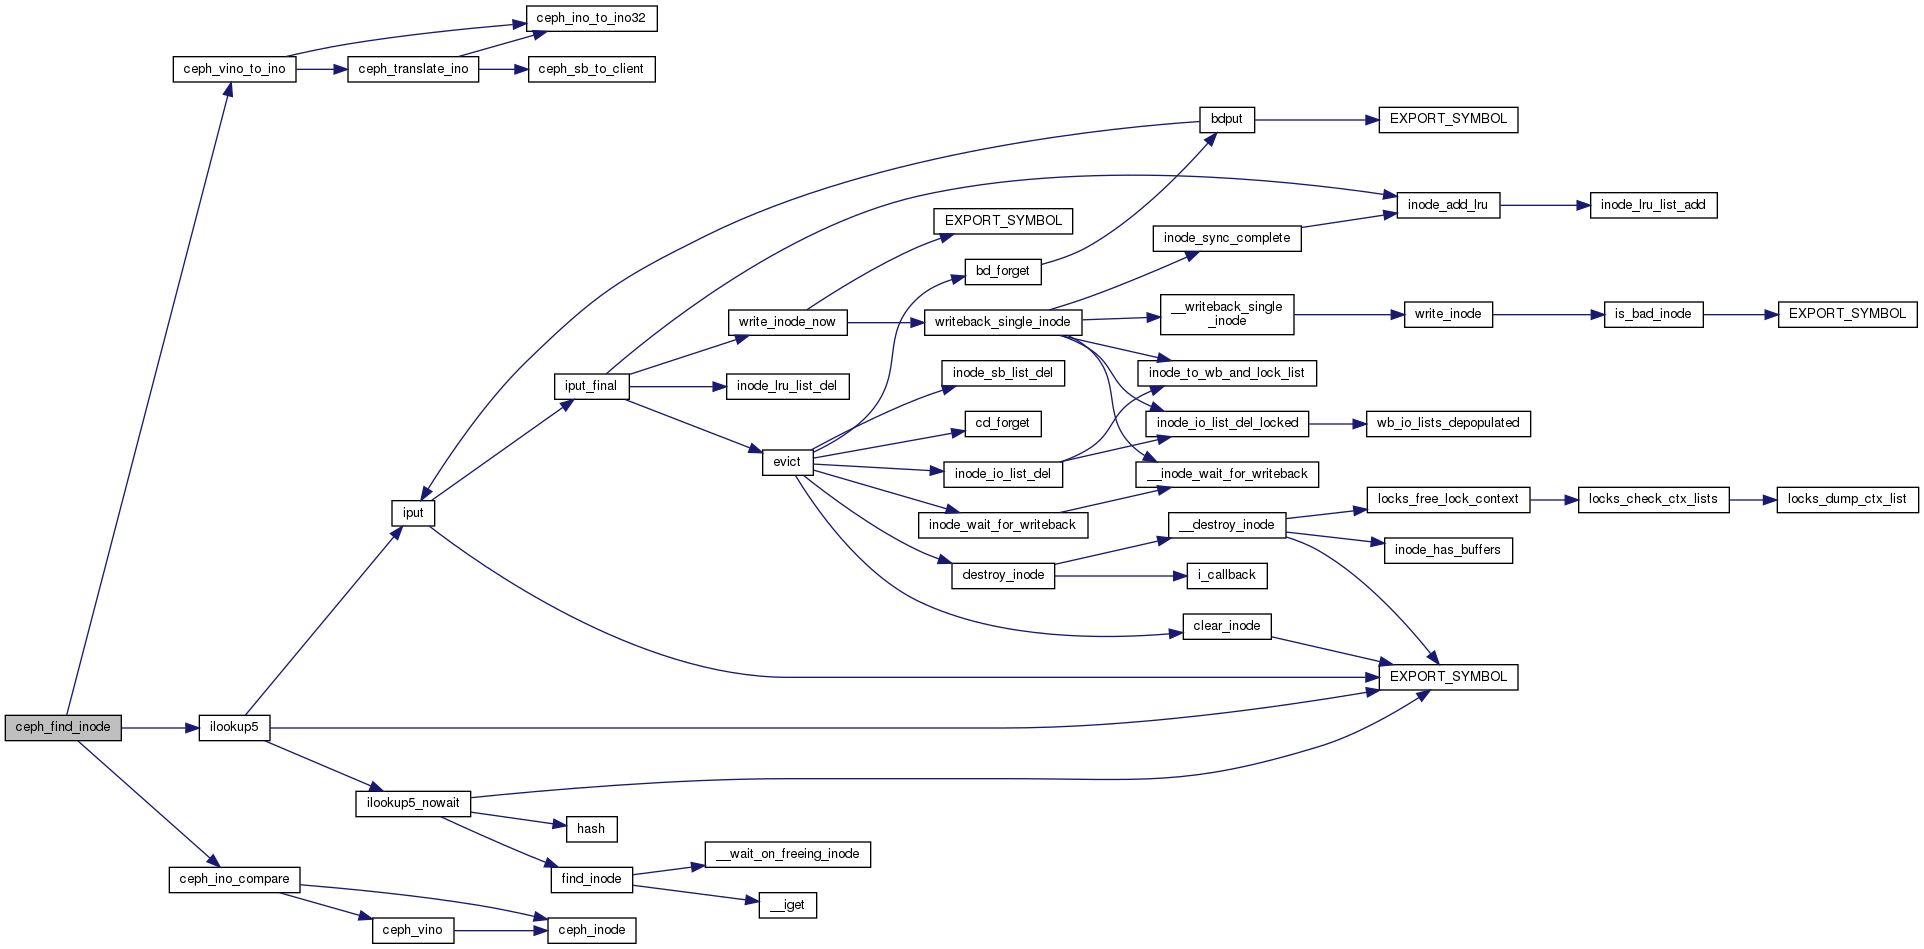 ceph_ino_to_ino32
ceph_vino_to_ino
ceph_translate_ino
ceph_sb_to_client
bdput
EXPORT_SYMBOL
inode_add_lru
inode_lru_list_add
EXPORT_SYMBOL
inode_sync_complete
bd_forget
__writeback_single
_inode
write_inode
is_bad_inode
EXPORT_SYMBOL
write_inode_now
writeback_single_inode
inode_sb_list_del
inode_to_wb_and_lock_list
iput_final
inode_lru_list_del
cd_forget
inode_io_list_del_locked
wb_io_lists_depopulated
evict
inode_io_list_del
__inode_wait_for_writeback
locks_free_lock_context
locks_check_ctx_lists
locks_dump_ctx_list
iput
inode_wait_for_writeback
__destroy_inode
inode_has_buffers
destroy_inode
i_callback
clear_inode
EXPORT_SYMBOL
ceph_find_inode
ilookup5
ilookup5_nowait
hash
__wait_on_freeing_inode
ceph_ino_compare
find_inode
__iget
ceph_vino
ceph_inode